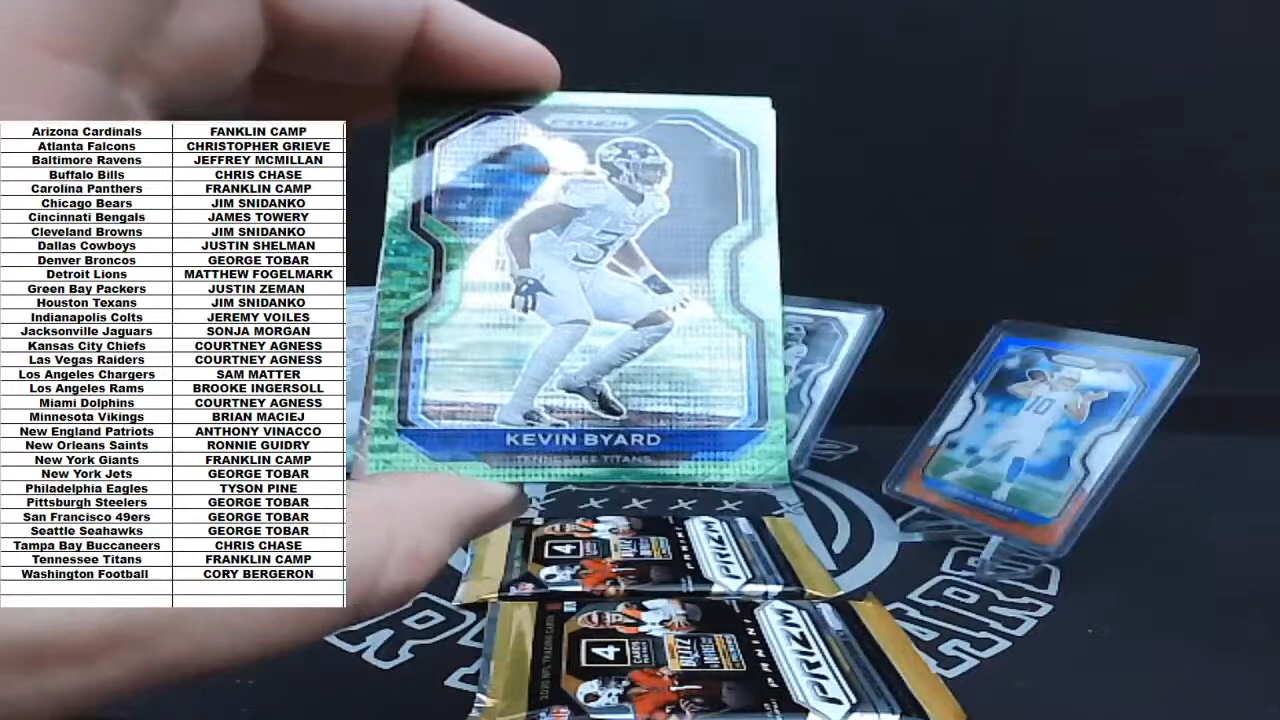 Arizona Cardinals FANKLIN CAMP
Atlanta Falcons CHRISTOPHER GRIEVE
Baltimore Ravens JEFFREY MCMILLAN
Buffalo Bills CHRIS CHASE
Carolina Panthers FRANKLIN CAMP
Chicago Bears JIM SNIDANKO
Cincinnati Bengals JAMES TOWERY
Cleveland Browns JIM SNIDANKO
Dallas Cowboys JUSTIN SHELMAN
Denver Broncos GEORGE TOBAR
Detroit Lions MATTHEW FOGELMARK
Green Bay Packers JUSTIN ZEMAN
Houston Texans JIM SNIDANKO
Indianapolis Colts JEREMY VOILES
Jacksonville Jaguars SONJA MORGAN
Kansas City Chiefs COURTNEY AGNESS
Las Vegas Raiders COURTNEY AGNESS
Los Angeles Chargers SAM MATTER
Los Angeles Rams BROOKE INGERSOLL
Miami Dolphins COURTNEY AGNESS
Minnesota Vikings BRIAN MACIEJ
New England Patriots ANTHONY VINACCO
New Orleans Saints RONNIE GUIDRY
New York Giants FRANKLIN CAMP
New York Jets GEORGE TOBAR
Philadelphia Eagles TYSON PINE
Pittsburgh Steelers GEORGE TOBAR
San Francisco 49ers GEORGE TOBAR
Seattle Seahawks GEORGE TOBAR
Tampa Bay Buccaneers CHRIS CHASE
Tennessee Titans FRANKLIN CAMP
Washington Football CORY BERGERON
PRIZM
KEVIN BYARD
TENNESSEE TITANS
10
4
PANINI
PRIZM
4
CARDS
PANINI
PRIZM
2020 NFL TRADING CARDS